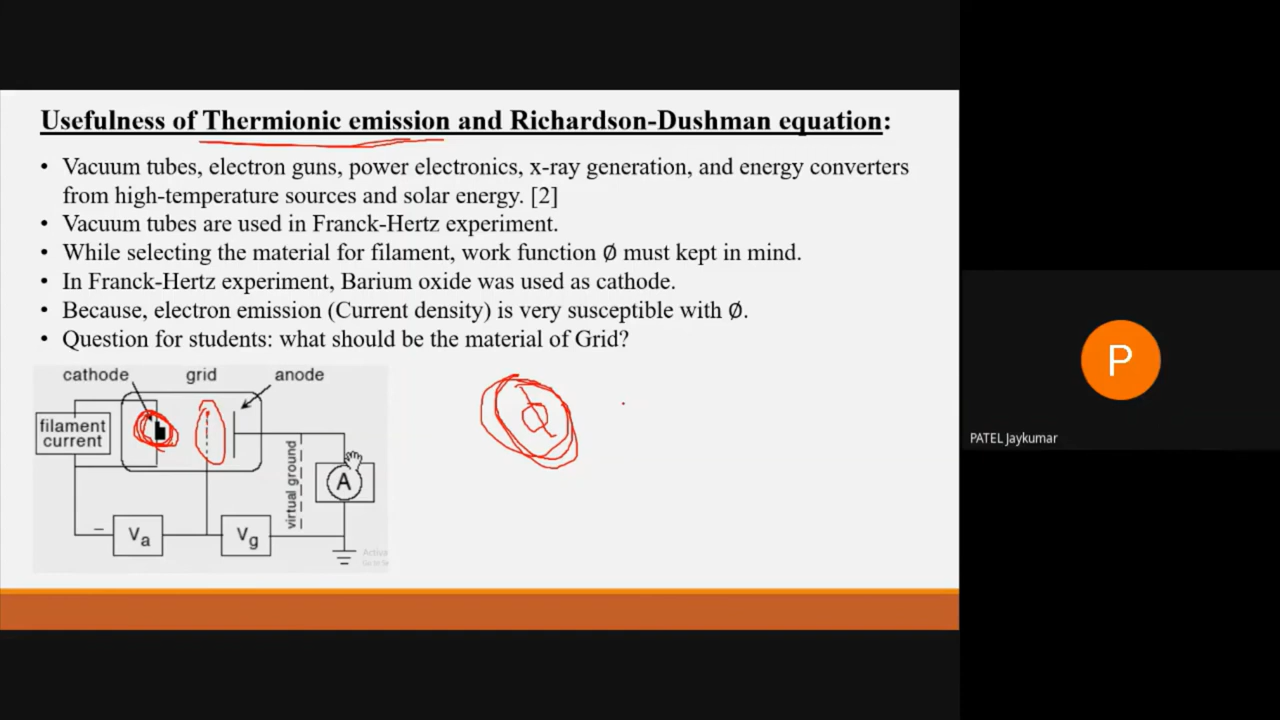 Usefulness of Thermionic emission and Richardson-Dushman equation:
• Vacuum tubes, electron guns, power electronics, x-ray generation, and energy converters
from high-temperature sources and solar energy. [2]
• Vacuum tubes are used in Franck-Hertz experiment.
• While selecting the material for filament, work function ∅ must kept in mind.
• In Franck-Hertz experiment, Barium oxide was used as cathode.
• Because, electron emission (Current density) is very susceptible with ∅.
• Question for students: what should be the material of Grid?
cathode grid anode
filament
current
virtual ground
A
− Va Vg
P
PATEL Jaykumar